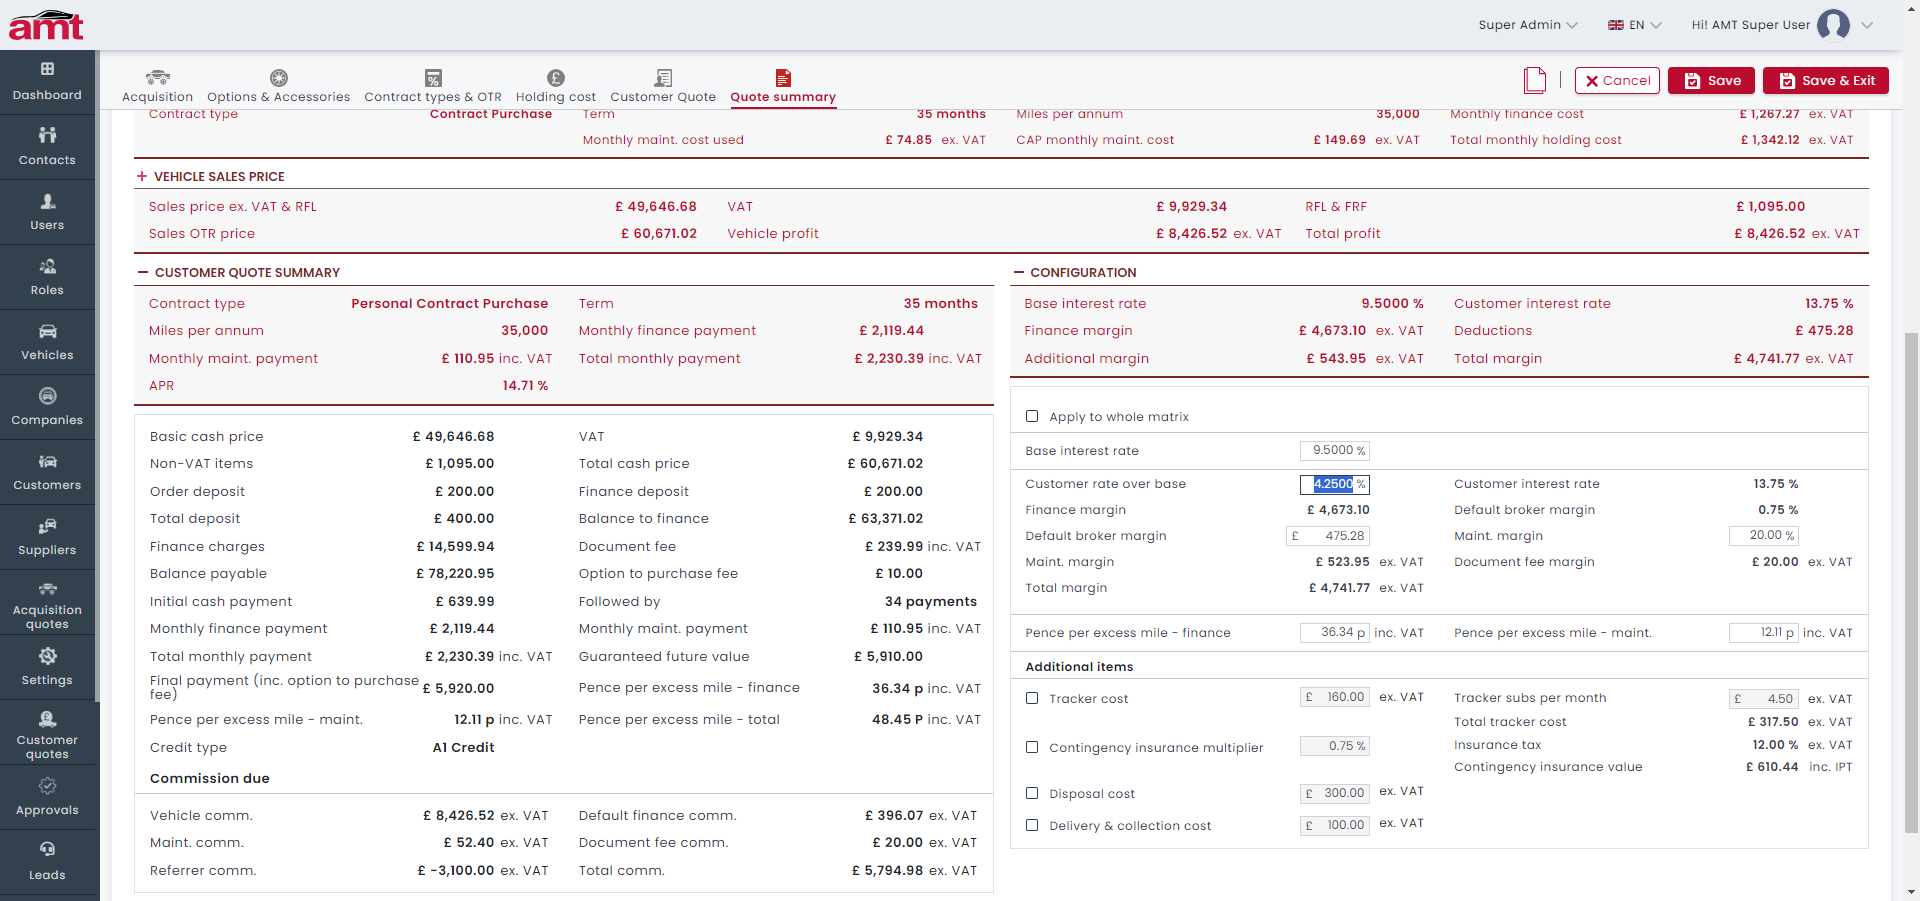 amt
Super Admin
EN
Hi! AMT Super User
Dashboard
Contacts
Users
Roles
Vehicles
Companies
Customers
Suppliers
Acquisition
quotes
Settings
Customer
quotes
Approvals
Leads
Acquisition
Options & Accessories
Contract types & OTR
Holding cost
Customer Quote
Quote summary
Cancel
Save
Save & Exit
Contract type Contract Purchase Term 35 months Miles per annum 35,000 Monthly finance cost £ 1,267.27 ex. VAT
Monthly maint. cost used £ 74.85 ex. VAT CAP monthly maint. cost £ 149.69 ex. VAT Total monthly holding cost £ 1,342.12 ex. VAT
+ VEHICLE SALES PRICE
Sales price ex. VAT & RFL £ 49,646.68 VAT £ 9,929.34 RFL & FRF £ 1,095.00
Sales OTR price £ 60,671.02 Vehicle profit £ 8,426.52 ex. VAT Total profit £ 8,426.52 ex. VAT
– CUSTOMER QUOTE SUMMARY
Contract type Personal Contract Purchase Term 35 months
Miles per annum 35,000 Monthly finance payment £ 2,119.44
Monthly maint. payment £ 110.95 inc. VAT Total monthly payment £ 2,230.39 inc. VAT
APR 14.71 %
Basic cash price £ 49,646.68 VAT £ 9,929.34
Non-VAT items £ 1,095.00 Total cash price £ 60,671.02
Order deposit £ 200.00 Finance deposit £ 200.00
Total deposit £ 400.00 Balance to finance £ 63,371.02
Finance charges £ 14,599.94 Document fee £ 239.99 inc. VAT
Balance payable £ 78,220.95 Option to purchase fee £ 10.00
Initial cash payment £ 639.99 Followed by 34 payments
Monthly finance payment £ 2,119.44 Monthly maint. payment £ 110.95 inc. VAT
Total monthly payment £ 2,230.39 inc. VAT Guaranteed future value £ 5,910.00
Final payment (inc. option to purchase
fee) £ 5,920.00 Pence per excess mile - finance 36.34 p inc. VAT
Pence per excess mile - maint. 12.11 p inc. VAT Pence per excess mile - total 48.45 P inc. VAT
Credit type A1 Credit
Commission due
Vehicle comm. £ 8,426.52 ex. VAT Default finance comm. £ 396.07 ex. VAT
Maint. comm. £ 52.40 ex. VAT Document fee comm. £ 20.00 ex. VAT
Referrer comm. £ -3,100.00 ex. VAT Total comm. £ 5,794.98 ex. VAT
– CONFIGURATION
Base interest rate 9.5000 % Customer interest rate 13.75 %
Finance margin £ 4,673.10 ex. VAT Deductions £ 475.28
Additional margin £ 543.95 ex. VAT Total margin £ 4,741.77 ex. VAT
Apply to whole matrix
Base interest rate 9.5000 %
Customer rate over base 4.2500 % Customer interest rate 13.75 %
Finance margin £ 4,673.10 Default broker margin 0.75 %
Default broker margin £ 475.28 Maint. margin 20.00 %
Maint. margin £ 523.95 ex. VAT Document fee margin £ 20.00 ex. VAT
Total margin £ 4,741.77 ex. VAT
Pence per excess mile - finance 36.34 p inc. VAT Pence per excess mile - maint. 12.11 p inc. VAT
Additional items
Tracker cost £ 160.00 ex. VAT Tracker subs per month £ 4.50 ex. VAT
Total tracker cost £ 317.50 ex. VAT
Contingency insurance multiplier 0.75 % Insurance tax 12.00 % ex. VAT
Contingency insurance value £ 610.44 inc. IPT
Disposal cost £ 300.00 ex. VAT
Delivery & collection cost £ 100.00 ex. VAT